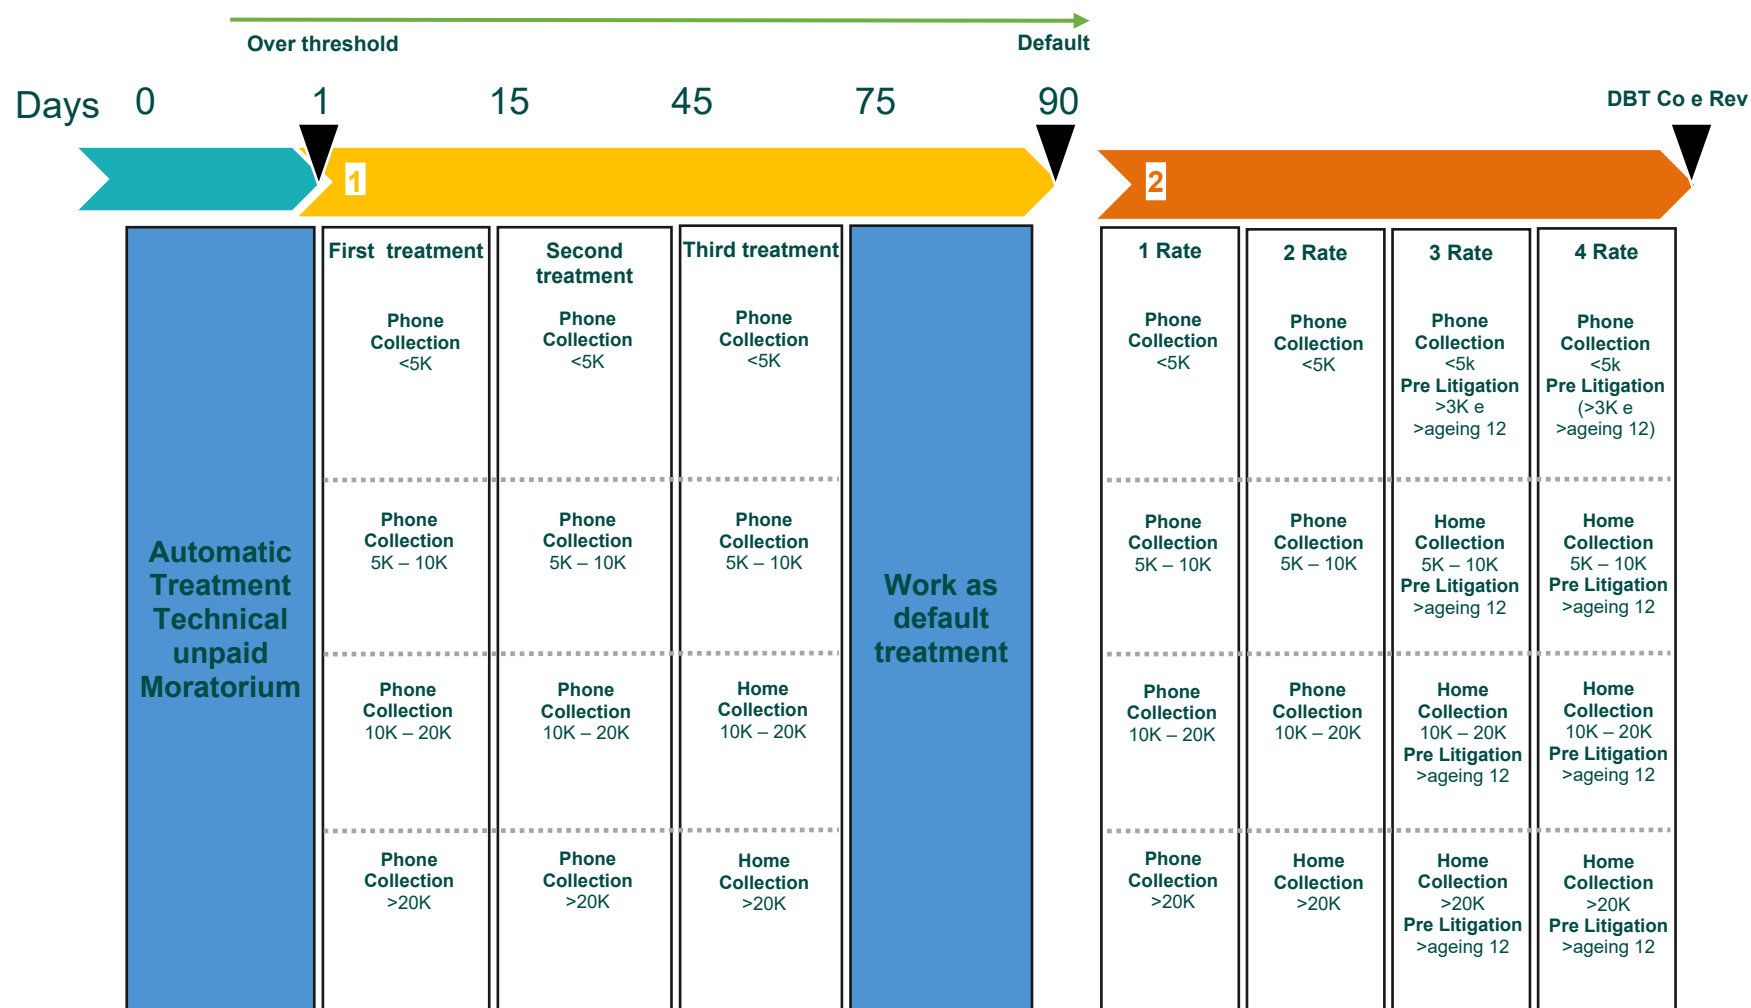 Over threshold
Default
Days 0 1 15 45 75 90
DBT Co e Rev
1
2
Automatic
Treatment
Technical
unpaid
Moratorium
First treatment
Phone
Collection
<5K
Phone
Collection
5K – 10K
Phone
Collection
10K – 20K
Phone
Collection
>20K
Second
treatment
Phone
Collection
<5K
Phone
Collection
5K – 10K
Phone
Collection
10K – 20K
Phone
Collection
>20K
Third treatment
Phone
Collection
<5K
Phone
Collection
5K – 10K
Home
Collection
10K – 20K
Home
Collection
>20K
Work as
default
treatment
1 Rate
Phone
Collection
<5K
Phone
Collection
5K – 10K
Phone
Collection
10K – 20K
Phone
Collection
>20K
2 Rate
Phone
Collection
<5K
Phone
Collection
5K – 10K
Phone
Collection
10K – 20K
Home
Collection
>20K
3 Rate
Phone
Collection
<5k
Pre Litigation
>3K e
>ageing 12
Home
Collection
5K – 10K
Pre Litigation
>ageing 12
Home
Collection
10K – 20K
Pre Litigation
>ageing 12
Home
Collection
>20K
Pre Litigation
>ageing 12
4 Rate
Phone
Collection
<5k
Pre Litigation
(>3K e
>ageing 12)
Home
Collection
5K – 10K
Pre Litigation
>ageing 12
Home
Collection
10K – 20K
Pre Litigation
>ageing 12
Home
Collection
>20K
Pre Litigation
>ageing 12